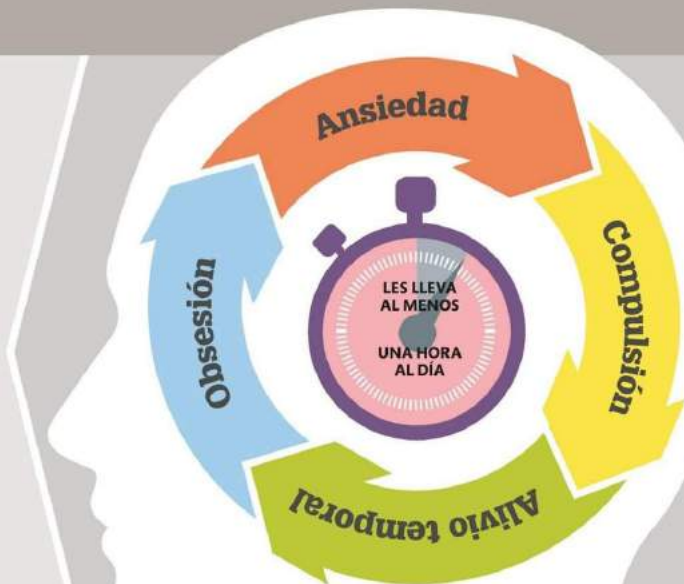 Ansiedad
Compulsión
Alivio temporal
Obsesión
LES LLEVA
AL MENOS
UNA HORA
AL DÍA